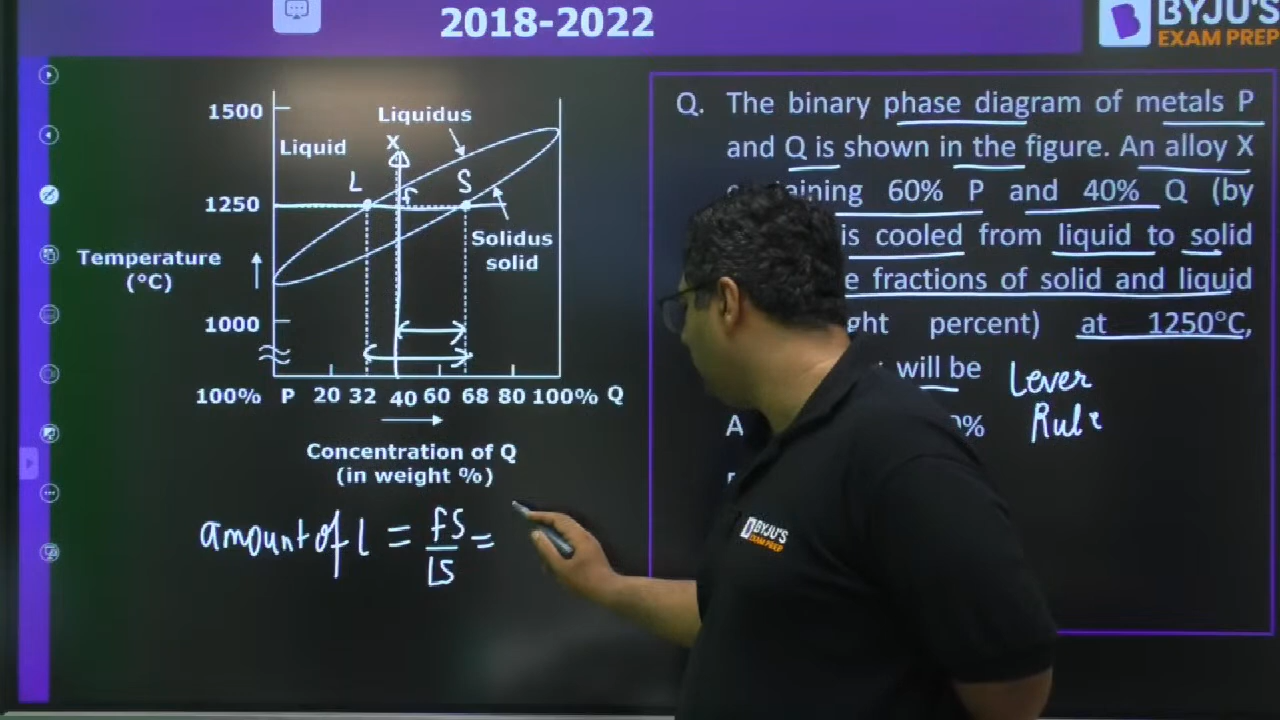 2018-2022
BYJU'S
EXAM PREP
1500
Liquidus
X
Liquid
L
f
S
1250
Temperature
(°C)
Solidus
solid
1000
100% P 20 32 40 60 68 80 100% Q
Concentration of Q
(in weight %)
amount of L = fS =
LS
Q. The binary phase diagram of metals P
and Q is shown in the figure. An alloy X
60% P and 40% Q (by
is cooled from liquid to solid
fractions of solid and liquid
percent) at 1250°C,
will be
Lever
Rule
A
BYJU'S
EXAM PREP